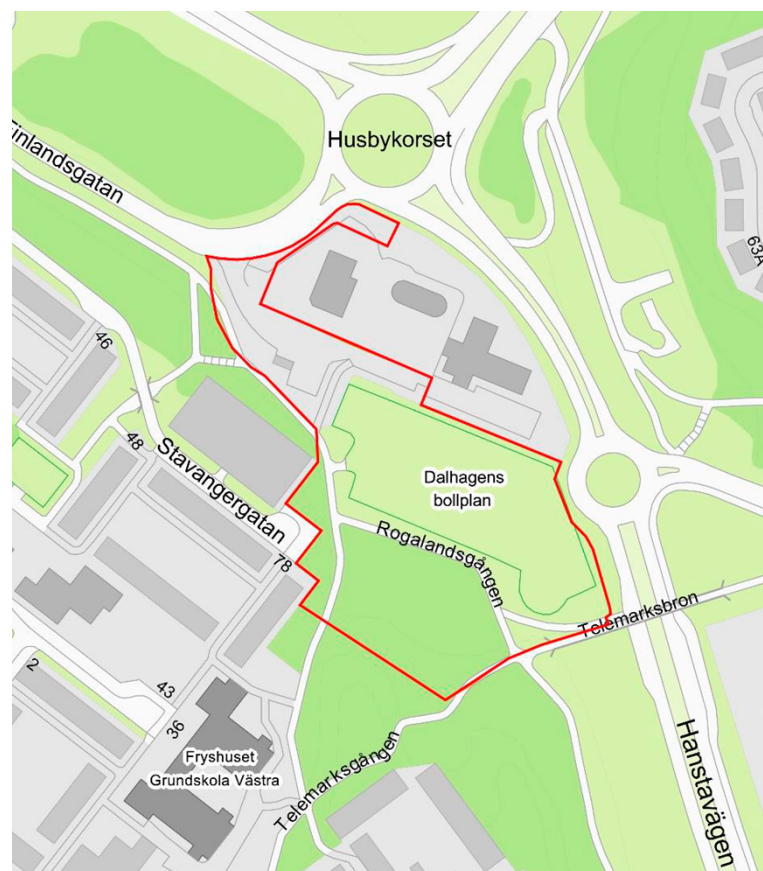 Husbykorset
Finlandsgatan
63A
46
Stavangergatan
48
Dalhagens
bollplan
Rogalandsgången
78
Telemarksbron
2
43
36
Fryshuset
Grundskola Västra
Telemarksgången
Hanstavägen